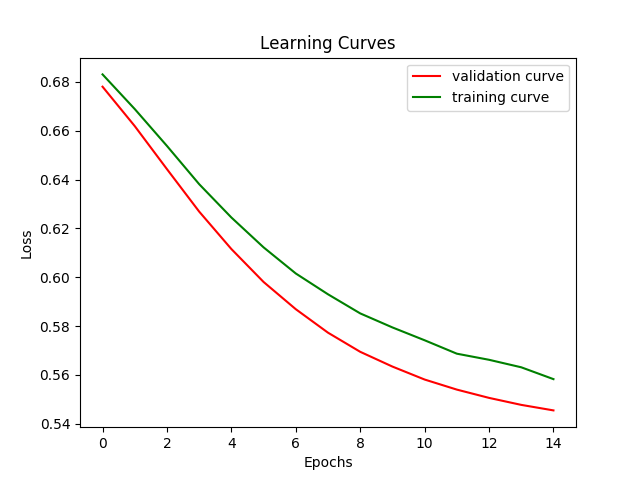 Learning Curves
validation curve
training curve
0.68
0.66
0.64
0.62
0.60
0.58
0.56
0.54
Loss
0 2 4 6 8 10 12 14
Epochs